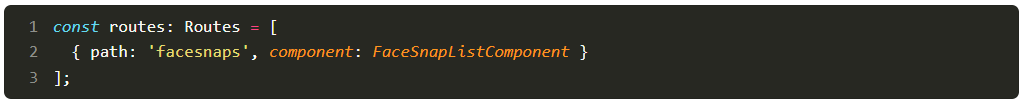 1 const routes: Routes = [
2   { path: 'facesnaps', component: FaceSnapListComponent }
3 ];